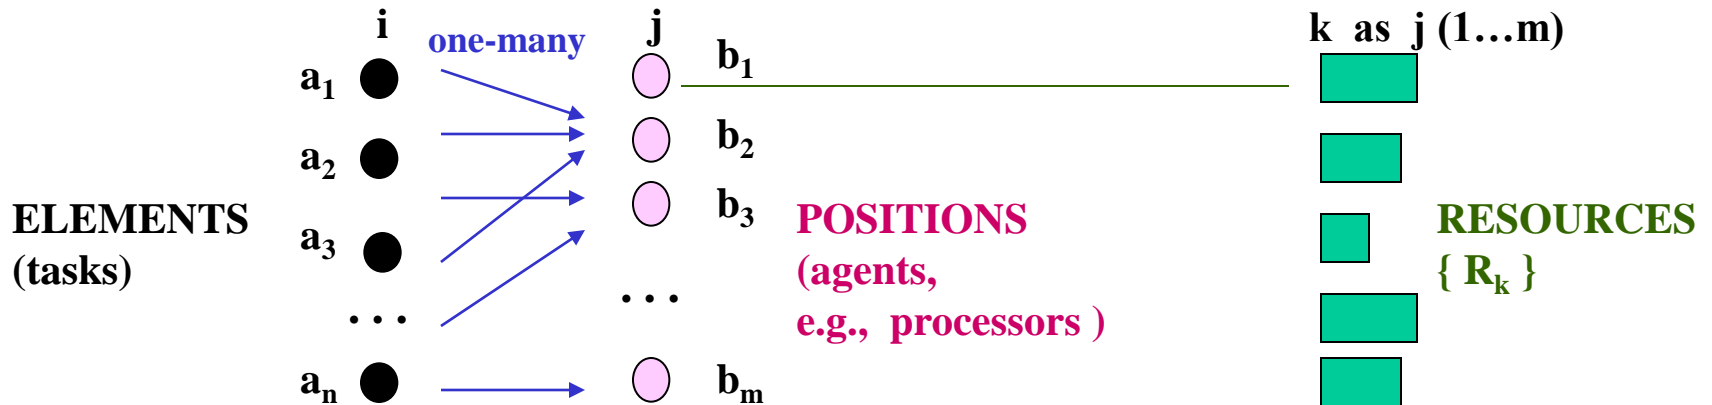 i
one-many
j
b1
k as j (1…m)
a1
a2
b2
ELEMENTS
(tasks)
a3
b3
POSITIONS
(agents,
e.g., processors )
RESOURCES
{ Rk }
. . .
. . .
an
bm